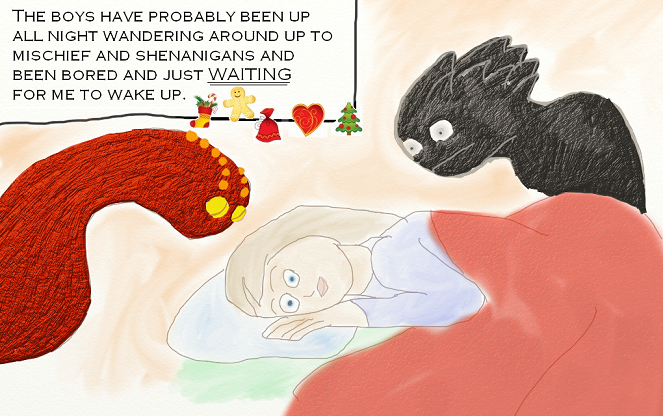 The boys have probably been up
all night wandering around up to
mischief and shenanigans and
been bored and just WAITING
for me to wake up.